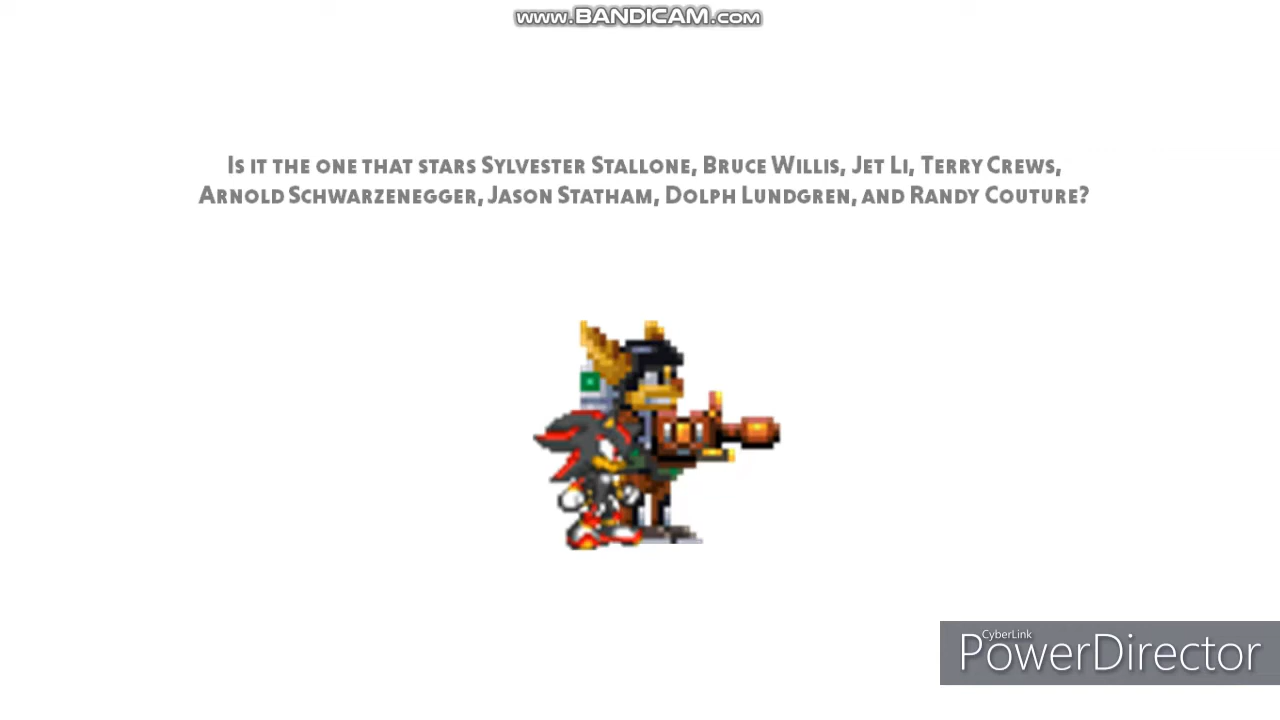 www.BANDICAM.com
Is it the one that stars Sylvester Stallone, Bruce Willis, Jet Li, Terry Crews,
Arnold Schwarzenegger, Jason Statham, Dolph Lundgren, and Randy Couture?
CyberLink
PowerDirector